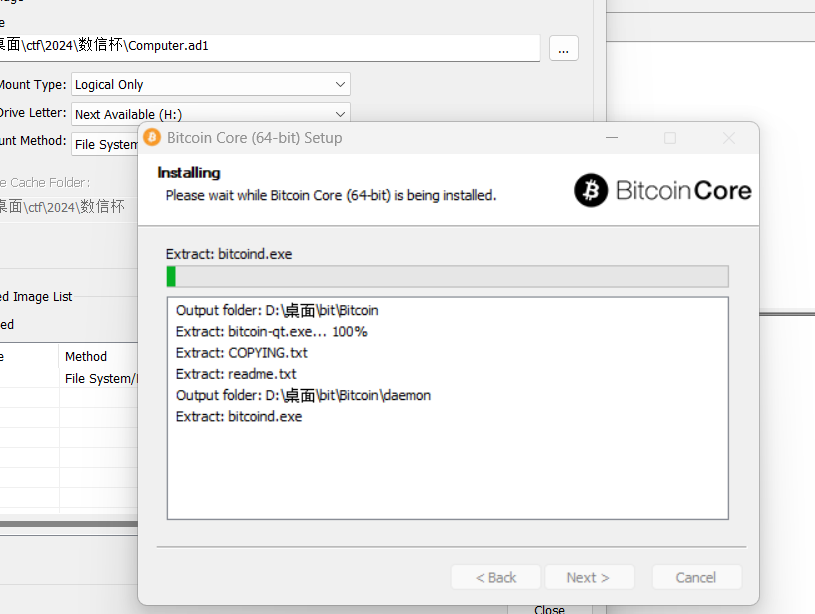 e
桌面\ctf\2024\数信杯\Computer.ad1
...
Mount Type: Logical Only
Drive Letter: Next Available (H:)
unt Method: File System
e Cache Folder:
桌面\ctf\2024\数信杯
ed Image List
ed
e Method
File System/
Bitcoin Core (64-bit) Setup
Installing
Please wait while Bitcoin Core (64-bit) is being installed.
BitcoinCore
Extract: bitcoind.exe
Output folder: D:\桌面\bit\Bitcoin
Extract: bitcoin-qt.exe... 100%
Extract: COPYING.txt
Extract: readme.txt
Output folder: D:\桌面\bit\Bitcoin\daemon
Extract: bitcoind.exe
< Back Next > Cancel
Close